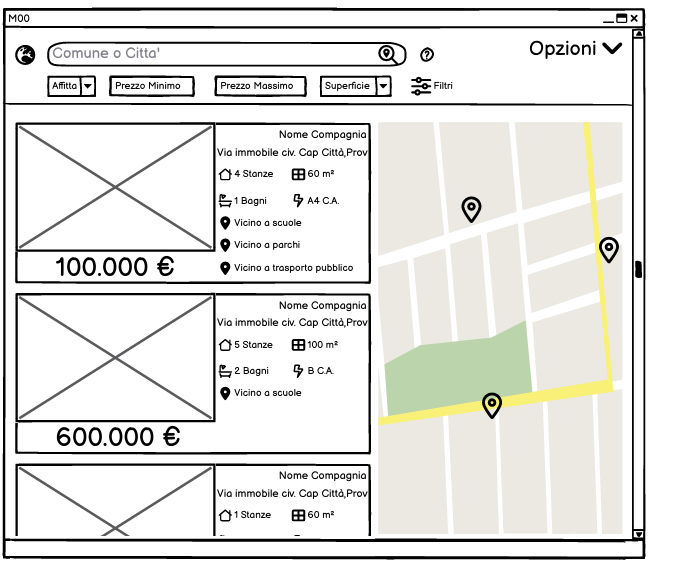 M00
Comune o Citta'
Opzioni
Affitta Prezzo Minimo Prezzo Massimo Superficie Filtri
Nome Compagnia
Via immobile civ. Cap Città,Prov
4 Stanze 60 m²
1 Bagni A4 C.A.
Vicino a scuole
Vicino a parchi
Vicino a trasporto pubblico
100.000 €
Nome Compagnia
Via immobile civ. Cap Città,Prov
5 Stanze 100 m²
2 Bagni B C.A.
Vicino a scuole
600.000 €
Nome Compagnia
Via immobile civ. Cap Città,Prov
1 Stanze 60 m²